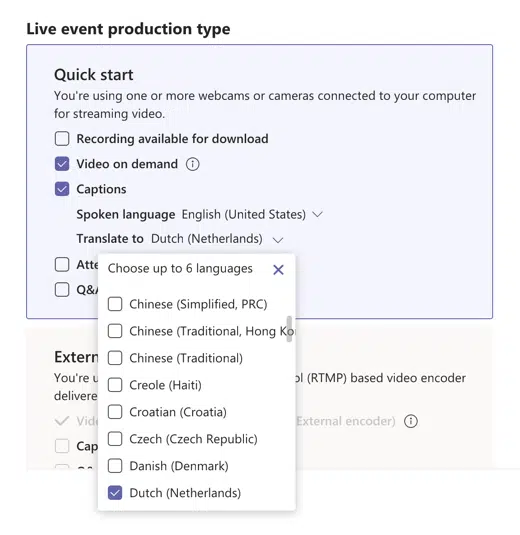 Live event production type
Quick start
You're using one or more webcams or cameras connected to your computer
for streaming video.
Recording available for download
Video on demand
Captions
Spoken language English (United States)
Translate to Dutch (Netherlands)
Atte
Q&A
Choose up to 6 languages
Chinese (Simplified, PRC)
Chinese (Traditional, Hong Ko
Chinese (Traditional)
Creole (Haiti)
Croatian (Croatia)
Czech (Czech Republic)
Danish (Denmark)
Dutch (Netherlands)
Extern
You're u ol (RTMP) based video encoder
delivere
Vide External encoder)
Cap